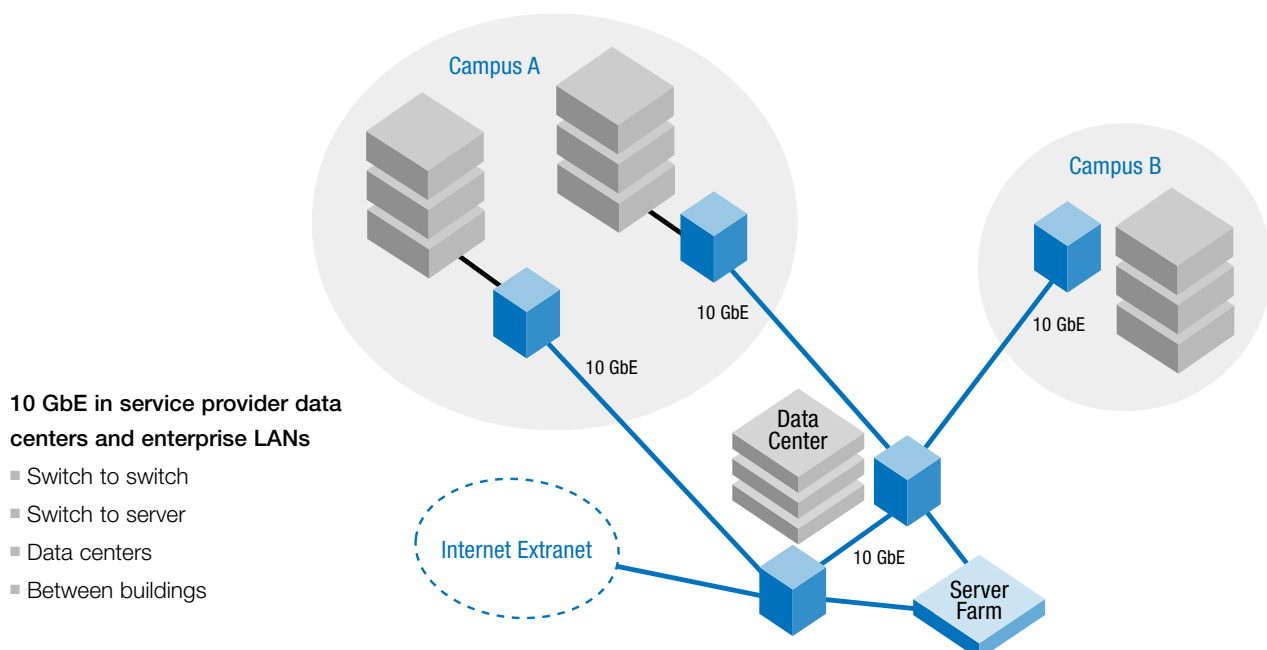 Campus A
Campus B
10 GbE
10 GbE
10 GbE
10 GbE in service provider data
centers and enterprise LANs
Switch to switch
Switch to server
Data centers
Between buildings
Data
Center
Internet Extranet
10 GbE
Server
Farm